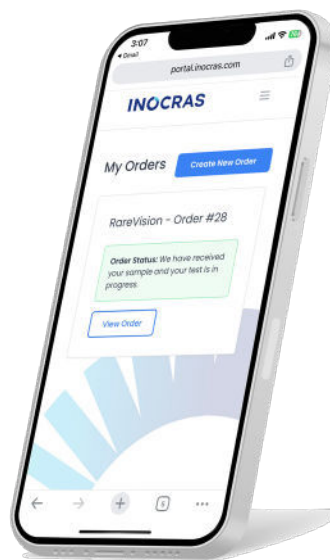 3:07
Email
portal.inocras.com
INOCRAS
My Orders
Create New Order
RareVision - Order #28
Order Status: We have received
your sample and your test is in
progress.
View Order
5